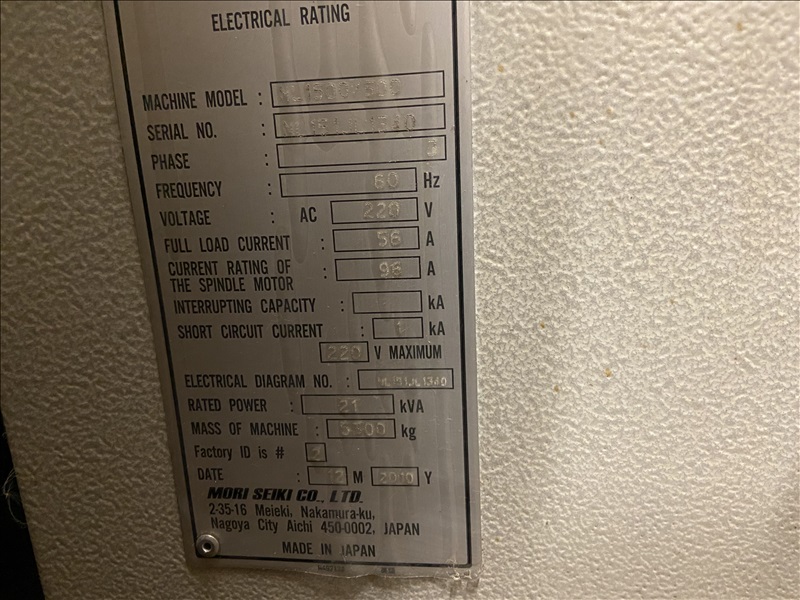 ELECTRICAL RATING
MACHINE MODEL :
SERIAL NO. :
PHASE : 3
FREQUENCY : 60 Hz
VOLTAGE : AC 220 V
FULL LOAD CURRENT : 56 A
CURRENT RATING OF
THE SPINDLE MOTOR : 96 A
INTERRUPTING CAPACITY : kA
SHORT CIRCUIT CURRENT : kA
220 V MAXIMUM
ELECTRICAL DIAGRAM NO. :
RATED POWER : 21 kVA
MASS OF MACHINE : kg
Factory ID is # 2
DATE : 12 M 2010 Y
MORI SEIKI CO., LTD.
2-35-16 Meieki, Nakamura-ku,
Nagoya City Aichi 450-0002, JAPAN
MADE IN JAPAN